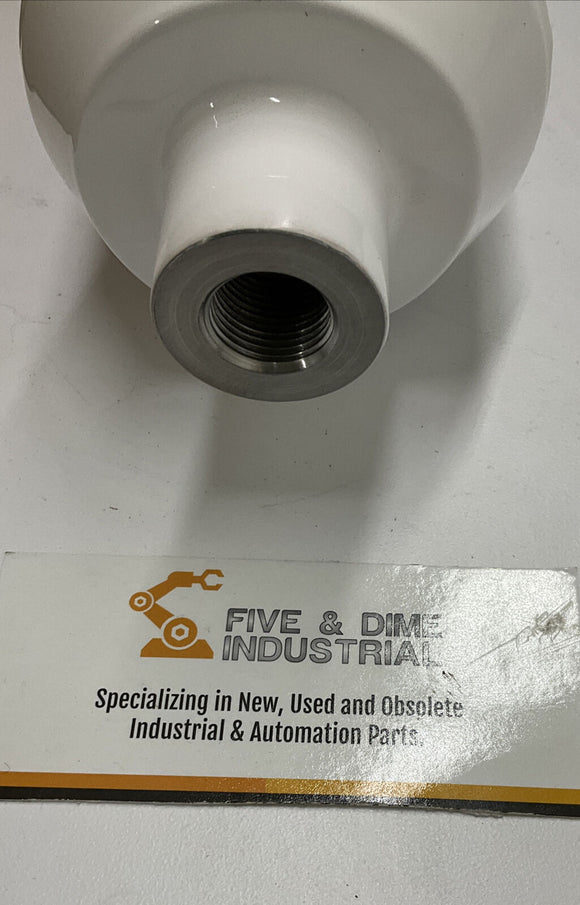 FIVE & DIME
INDUSTRIAL
Specializing in New, Used and Obsolete
Industrial & Automation Parts.